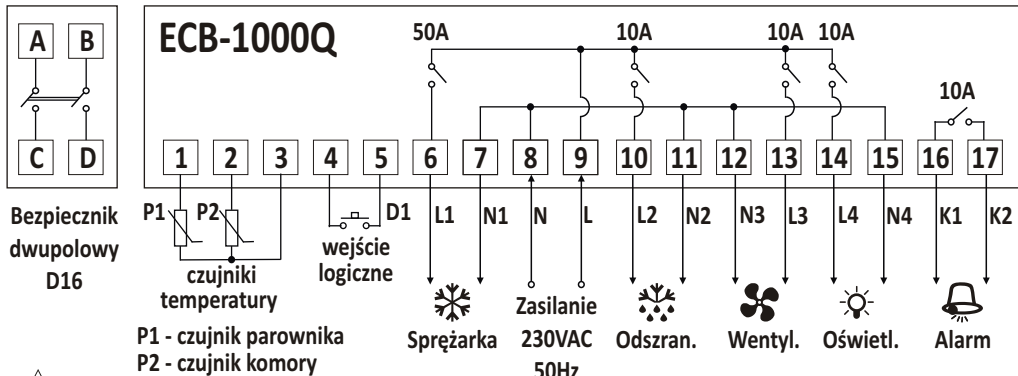 A B
C D
Bezpiecznik
dwupolowy
D16
ECB-1000Q
50A 10A 10A 10A
10A
1 2 3 4 5 6 7 8 9 10 11 12 13 14 15 16 17
P1 P2 D1 L1 N1 N L L2 N2 N3 L3 L4 N4 K1 K2
czujniki
temperatury
wejście
logiczne
P1 - czujnik parownika
P2 - czujnik komory
Sprężarka
Zasilanie
230VAC
50Hz
Odszran.
Wentyl.
Oświetl.
Alarm